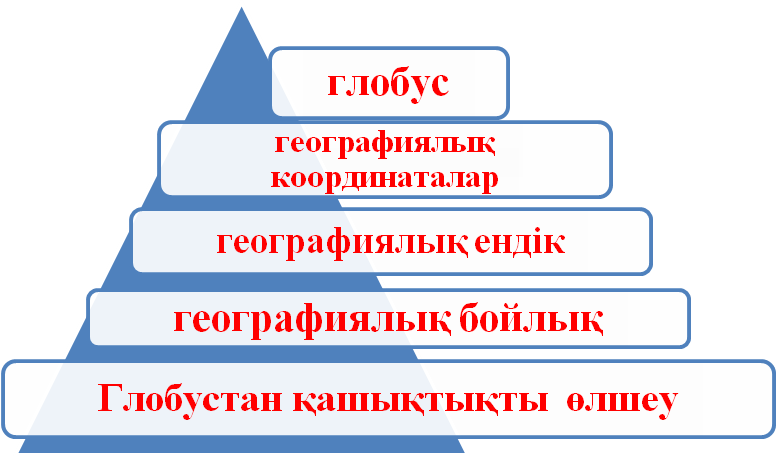 глобус
географиялық
координаталар
географиялық ендік
географиялық бойлық
Глобустан қашықтықты өлшеу